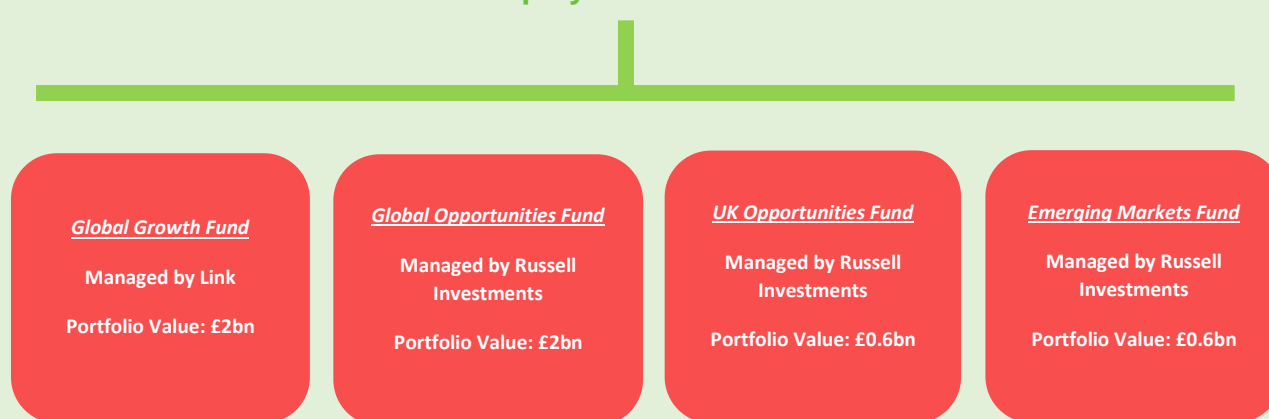 Global Growth Fund
Managed by Link
Portfolio Value: £2bn
Global Opportunities Fund
Managed by Russell
Investments
Portfolio Value: £2bn
UK Opportunities Fund
Managed by Russell
Investments
Portfolio Value: £0.6bn
Emerging Markets Fund
Managed by Russell
Investments
Portfolio Value: £0.6bn